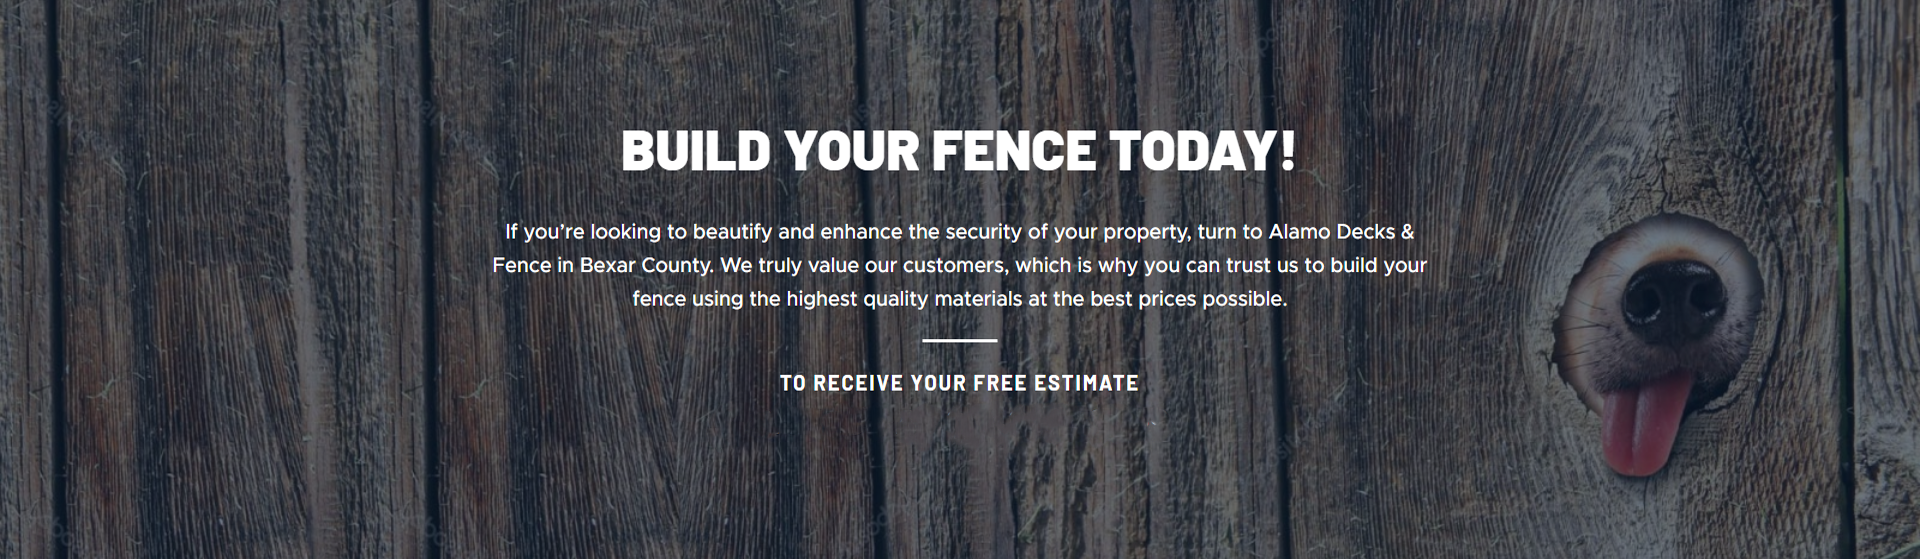 BUILD YOUR FENCE TODAY!
If you’re looking to beautify and enhance the security of your property, turn to Alamo Decks &
Fence in Bexar County. We truly value our customers, which is why you can trust us to build your
fence using the highest quality materials at the best prices possible.
TO RECEIVE YOUR FREE ESTIMATE